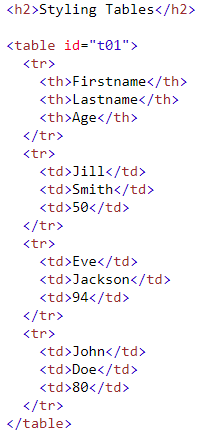 <h2>Styling Tables</h2>

<table id="t01">
  <tr>
    <th>Firstname</th>
    <th>Lastname</th>
    <th>Age</th>
  </tr>
  <tr>
    <td>Jill</td>
    <td>Smith</td>
    <td>50</td>
  </tr>
  <tr>
    <td>Eve</td>
    <td>Jackson</td>
    <td>94</td>
  </tr>
  <tr>
    <td>John</td>
    <td>Doe</td>
    <td>80</td>
  </tr>
</table>